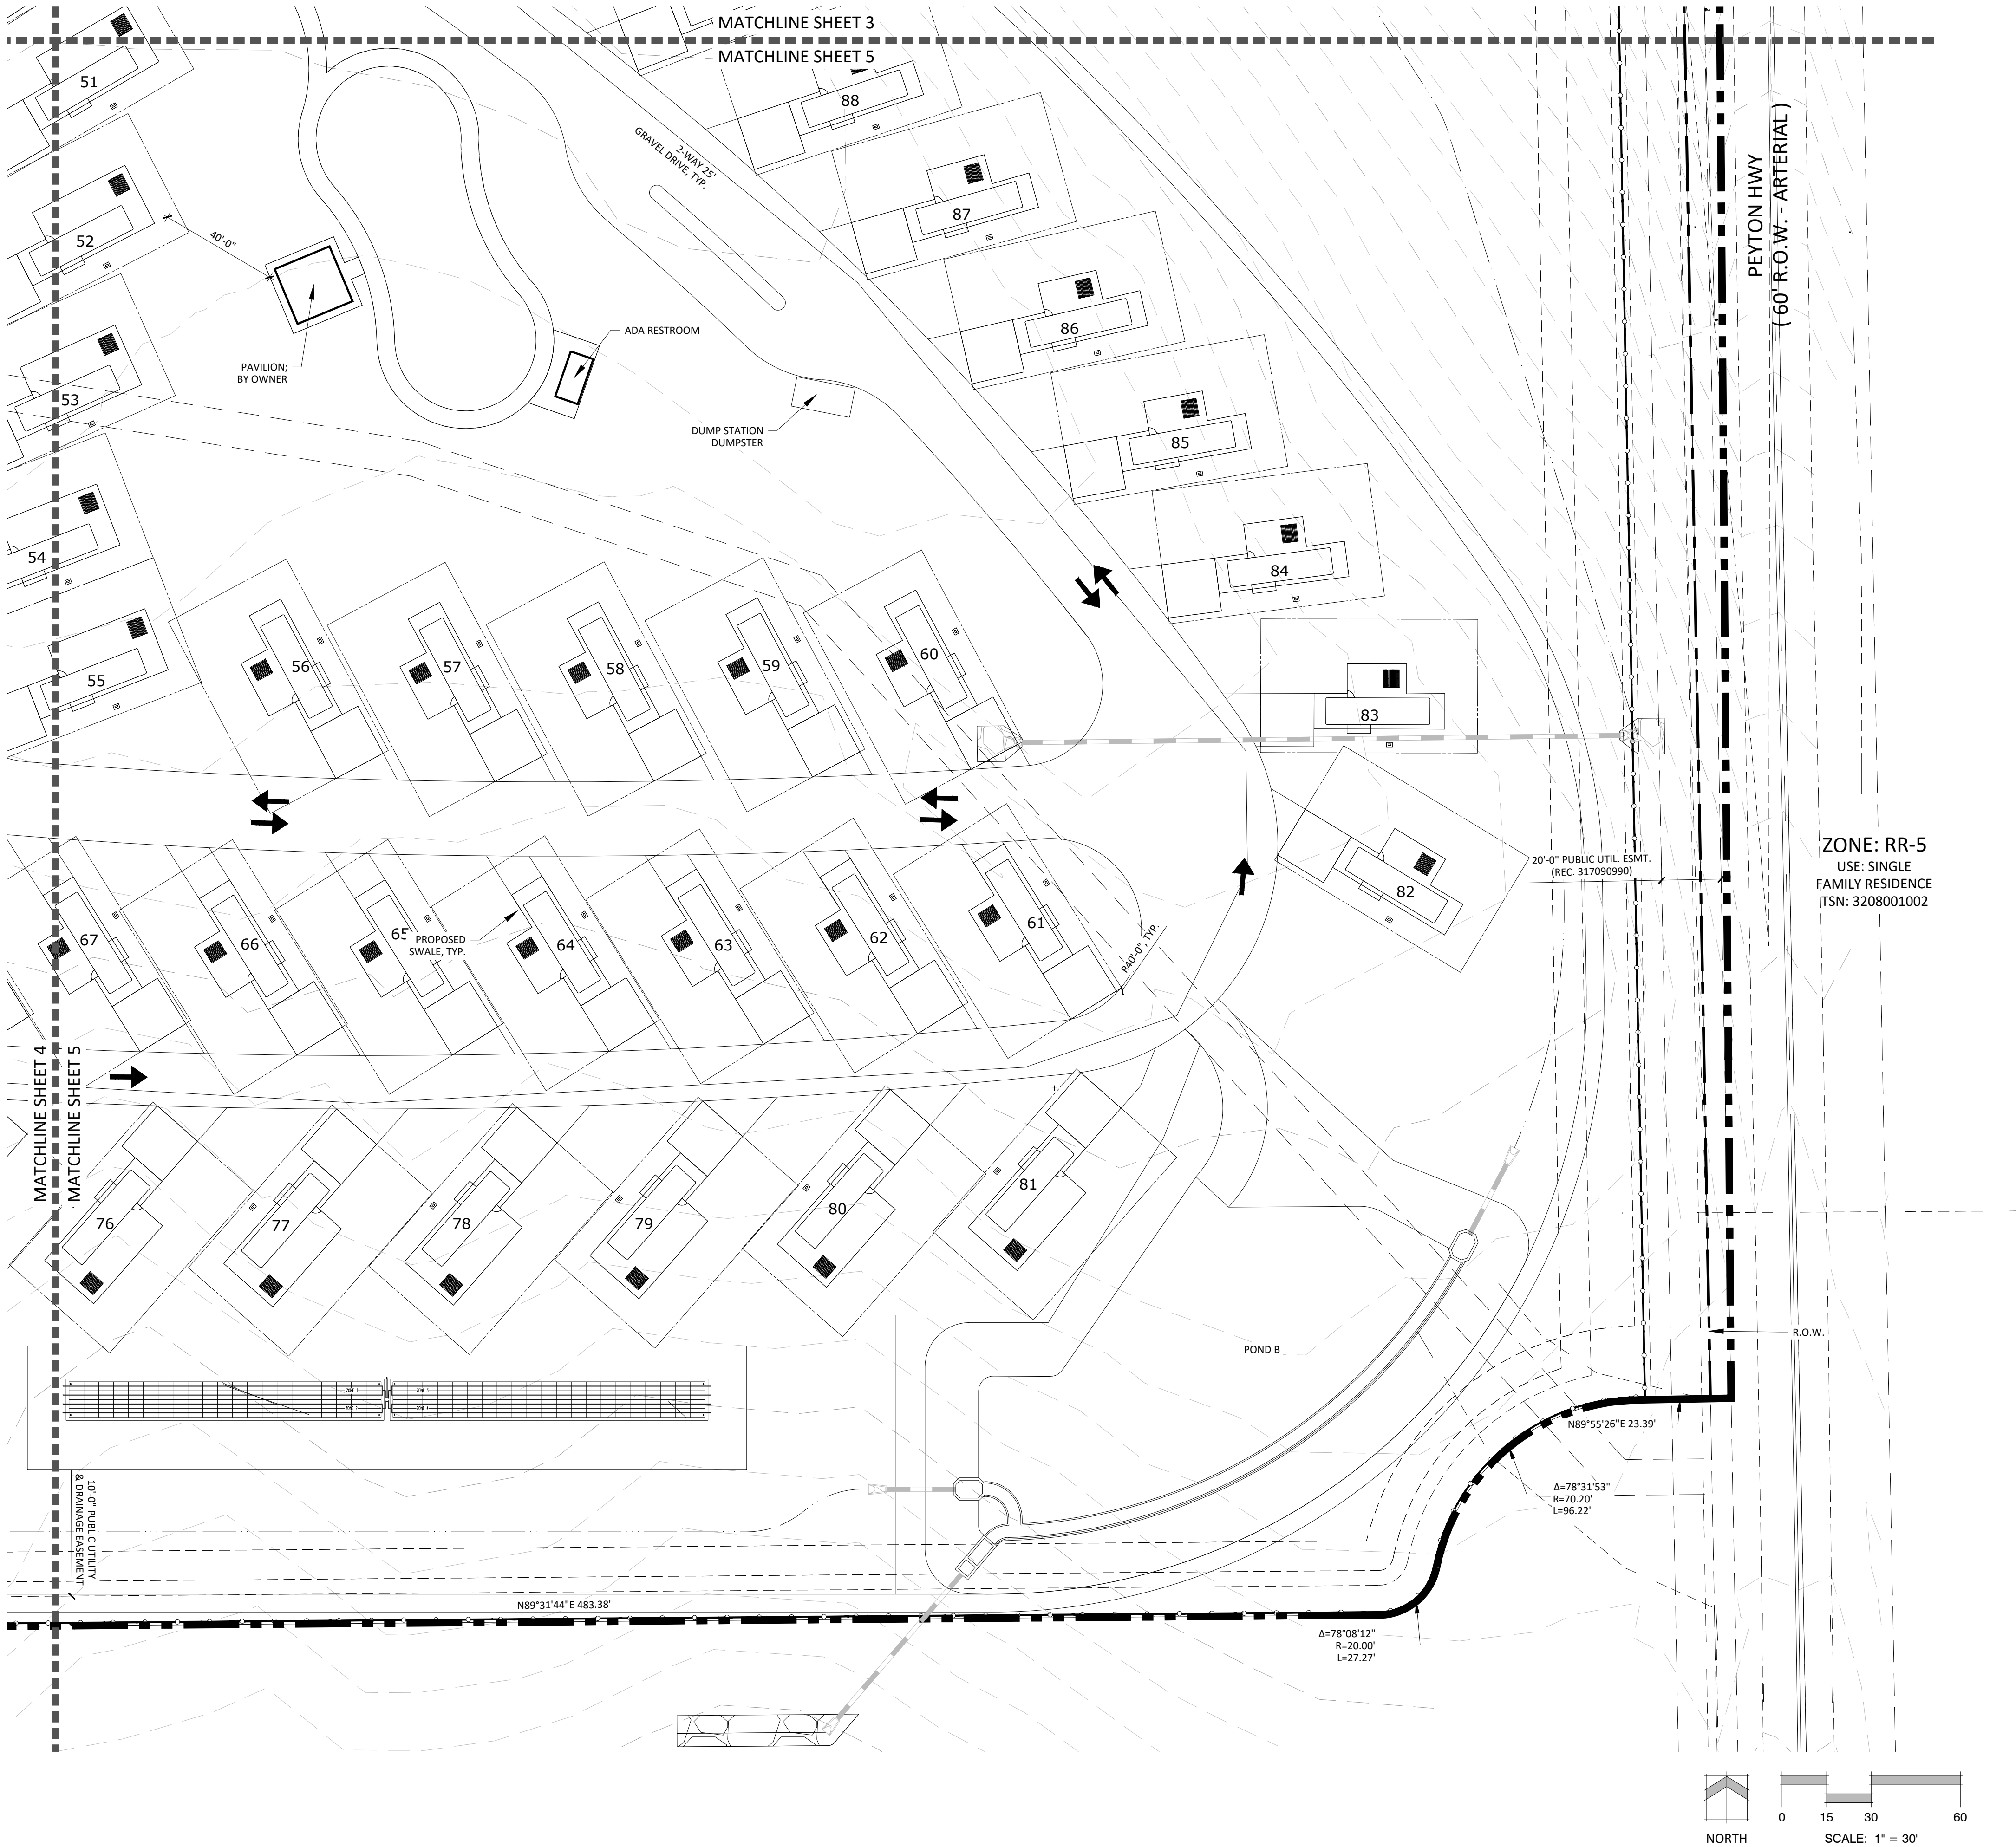 MATCHLINE SHEET 3
MATCHLINE SHEET 5
51
88
2-WAY 25'
GRAVEL DRIVE, TYP.
PEYTON HWY
( 60' R.O.W. - ARTERIAL )
87
52
40'-0"
86
ADA RESTROOM
PAVILION;
BY OWNER
53
DUMP STATION
DUMPSTER
85
54
84
55
56
57
58
59
60
83
ZONE: RR-5
USE: SINGLE
FAMILY RESIDENCE
TSN: 3208001002
20'-0" PUBLIC UTIL. ESMT.
(REC. 317090990)
82
67
66
65
PROPOSED
SWALE, TYP.
64
63
62
61
R40'-0", TYP.
MATCHLINE SHEET 4
MATCHLINE SHEET 5
76
77
78
79
80
81
R.O.W.
POND B
N89°55'26"E 23.39'
Δ=78°31'53"
R=70.20'
L=96.22'
10'-0" PUBLIC UTILITY
& DRAINAGE EASEMENT
N89°31'44"E 483.38'
Δ=78°08'12"
R=20.00'
L=27.27'
0 15 30 60
NORTH
SCALE: 1" = 30'